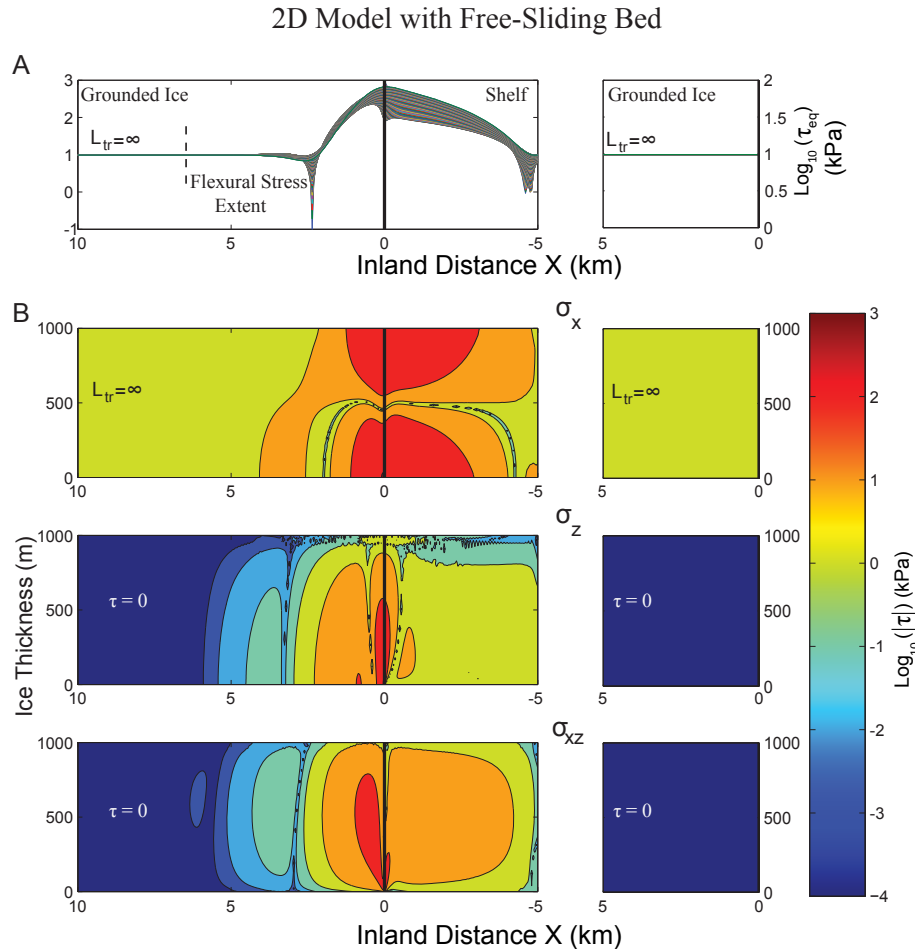 2D Model with Free-Sliding Bed
A
3
2
1
0
-1
Grounded Ice
Shelf
L_tr=∞
Flexural Stress
Extent
10
5
0
-5
Grounded Ice
L_tr=∞
2
1.5
1
0.5
0
Log₁₀(τ_eq)
(kPa)
5
0
Inland Distance X (km)
B
σ_x
1000
500
0
L_tr=∞
10
5
0
-5
L_tr=∞
1000
500
0
5
0
σ_z
Ice Thickness (m)
1000
500
0
τ = 0
10
5
0
-5
τ = 0
1000
500
0
5
0
σ_xz
1000
500
0
τ = 0
10
5
0
-5
τ = 0
1000
500
0
5
0
Inland Distance X (km)
3
2
1
0
-1
-2
-3
-4
Log₁₀(|τ|) (kPa)